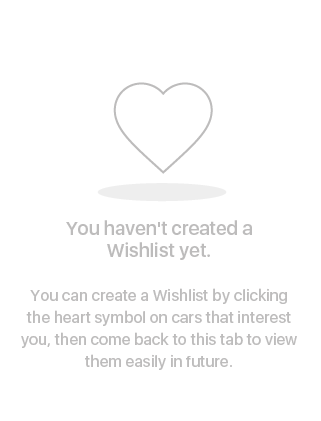 You haven't created a
Wishlist yet.
You can create a Wishlist by clicking
the heart symbol on cars that interest
you, then come back to this tab to view
them easily in future.